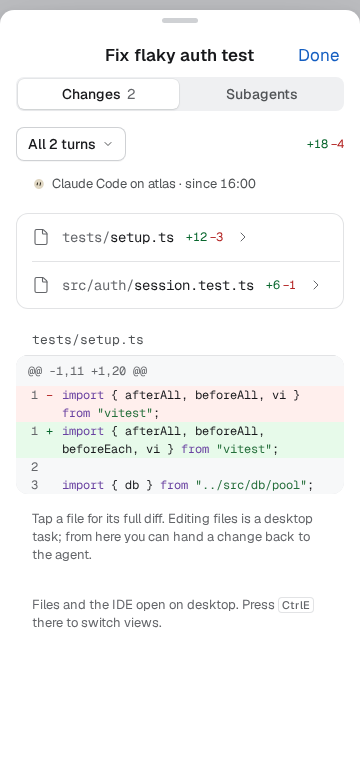 Fix flaky auth test
Done
Changes 2
Subagents
All 2 turns
+18 −4
Claude Code on atlas · since 16:00
tests/setup.ts +12 −3
src/auth/session.test.ts +6 −1
tests/setup.ts
@@ -1,11 +1,20 @@
1 − import { afterAll, beforeAll, vi }
from "vitest";
1 + import { afterAll, beforeAll,
beforeEach, vi } from "vitest";
2
3 import { db } from "../src/db/pool";
Tap a file for its full diff. Editing files is a desktop
task; from here you can hand a change back to
the agent.
Files and the IDE open on desktop. Press CtrlE
there to switch views.